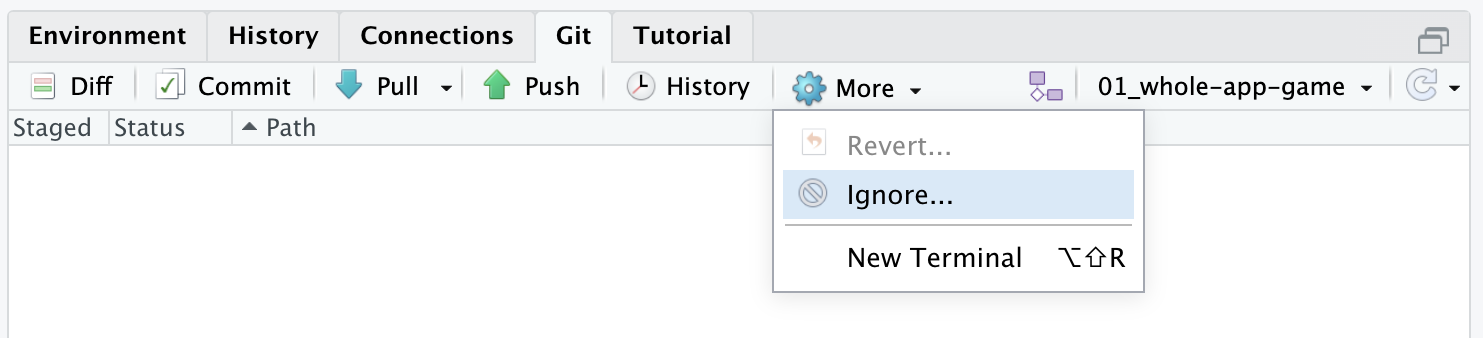 Environment History Connections Git Tutorial
Diff Commit Pull Push History More 01_whole-app-game
Staged Status Path
Revert...
Ignore...
New Terminal ⌥⇧R